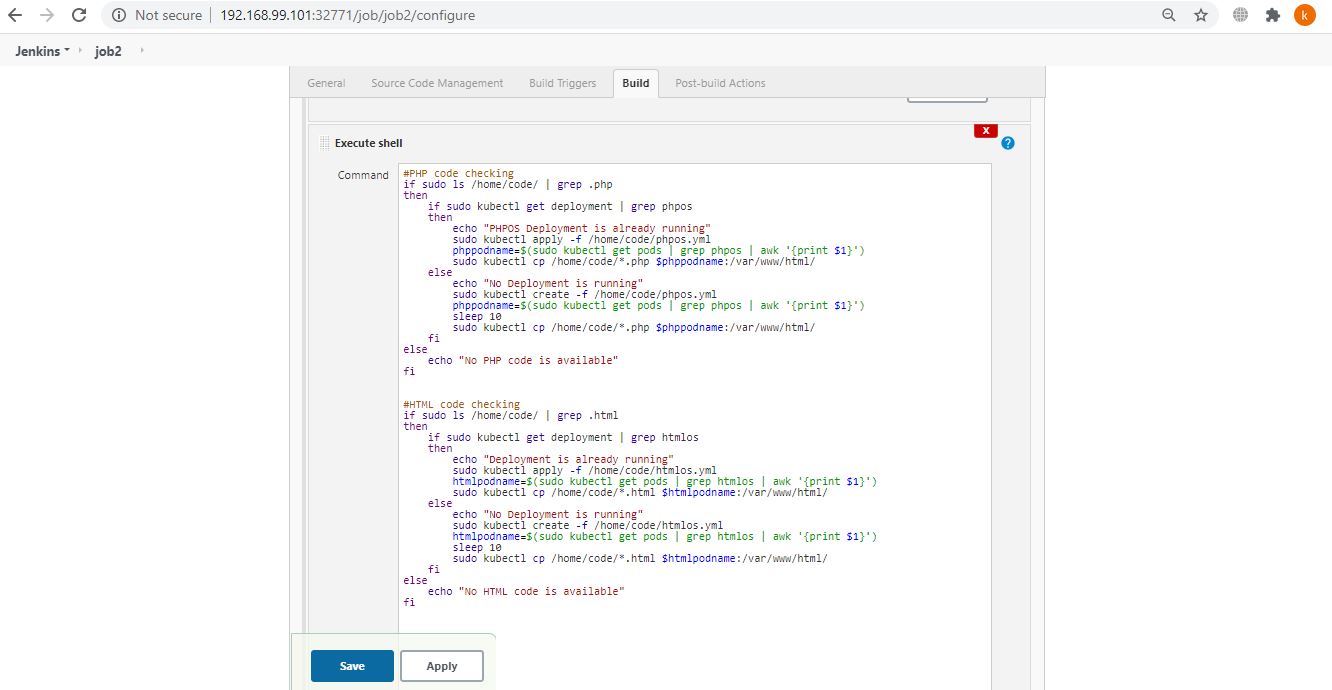 Not secure 192.168.99.101:32771/job/job2/configure k
Jenkins job2
General Source Code Management Build Triggers Build Post-build Actions
Execute shell X ?
Command
#PHP code checking
if sudo ls /home/code/ | grep .php
then
if sudo kubectl get deployment | grep phpos
then
echo "PHPOS Deployment is already running"
sudo kubectl apply -f /home/code/phpos.yml
phppodname=$(sudo kubectl get pods | grep phpos | awk '{print $1}')
sudo kubectl cp /home/code/*.php $phppodname:/var/www/html/
else
echo "No Deployment is running"
sudo kubectl create -f /home/code/phpos.yml
phppodname=$(sudo kubectl get pods | grep phpos | awk '{print $1}')
sleep 10
sudo kubectl cp /home/code/*.php $phppodname:/var/www/html/
fi
else
echo "No PHP code is available"
fi
#HTML code checking
if sudo ls /home/code/ | grep .html
then
if sudo kubectl get deployment | grep htmlos
then
echo "Deployment is already running"
sudo kubectl apply -f /home/code/htmlos.yml
htmlpodname=$(sudo kubectl get pods | grep htmlos | awk '{print $1}')
sudo kubectl cp /home/code/*.html $htmlpodname:/var/www/html/
else
echo "No Deployment is running"
sudo kubectl create -f /home/code/htmlos.yml
htmlpodname=$(sudo kubectl get pods | grep htmlos | awk '{print $1}')
sleep 10
sudo kubectl cp /home/code/*.html $htmlpodname:/var/www/html/
fi
else
echo "No HTML code is available"
fi
Save Apply